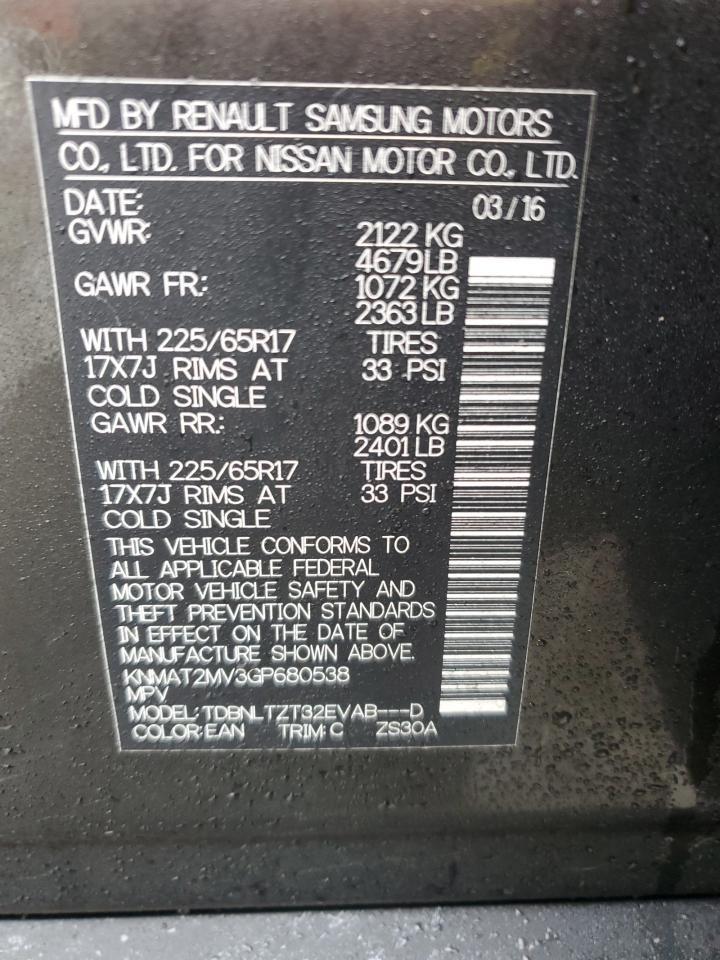 MFD BY RENAULT SAMSUNG MOTORS
CO., LTD. FOR NISSAN MOTOR CO., LTD.
DATE: 03/16
GVWR: 2122 KG
4679 LB
GAWR FR: 1072 KG
2363 LB
WITH 225/65R17 TIRES
17X7J RIMS AT 33 PSI
COLD SINGLE
GAWR RR: 1089 KG
2401 LB
WITH 225/65R17 TIRES
17X7J RIMS AT 33 PSI
COLD SINGLE
THIS VEHICLE CONFORMS TO
ALL APPLICABLE FEDERAL
MOTOR VEHICLE SAFETY AND
THEFT PREVENTION STANDARDS
IN EFFECT ON THE DATE OF
MANUFACTURE SHOWN ABOVE.
KNMAT2MV3GP680538
MPV
MODEL: TDBNLTZT32EVAB---D
COLOR: EAN TRIM: C ZS30A